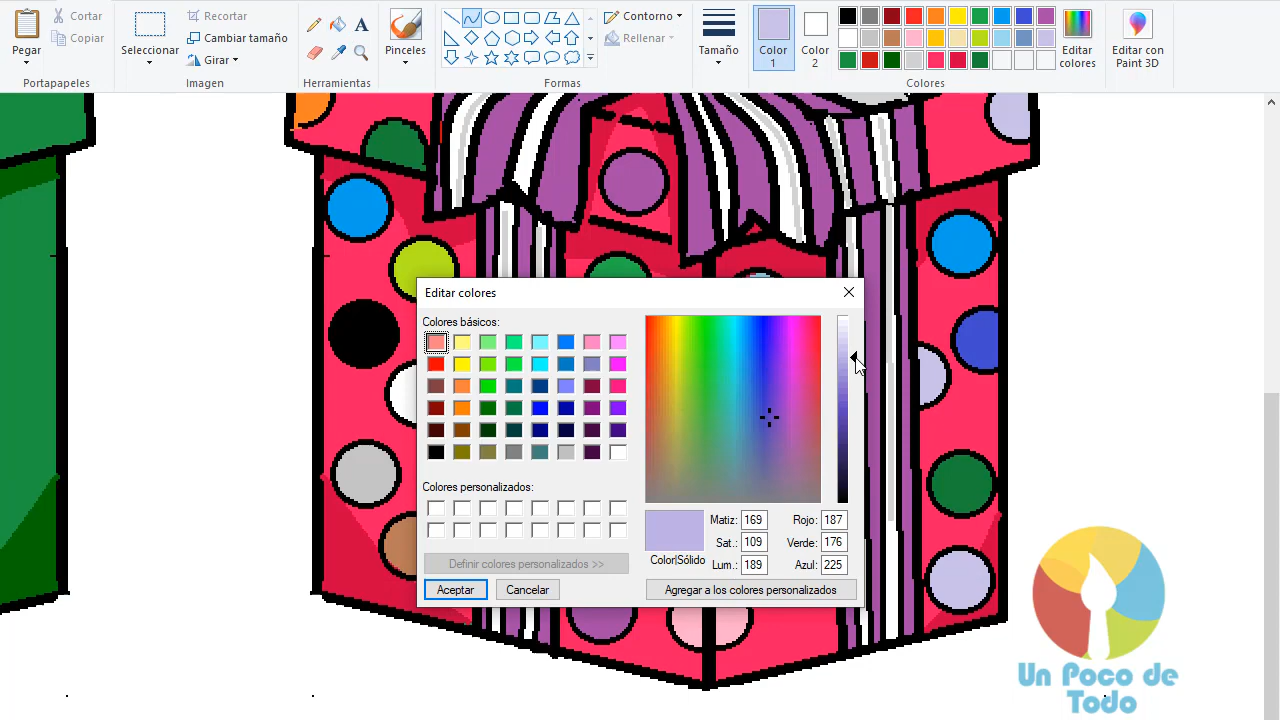 Cortar
Pegar
Copiar
Portapapeles
Seleccionar
Recortar
Cambiar tamaño
Girar
Imagen
A
Herramientas
Pinceles
Contorno
Rellenar
Formas
Tamaño
Color
1
Color
2
Editar
colores
Colores
Editar con
Paint 3D
Editar colores
Colores básicos:
Colores personalizados:
Definir colores personalizados >>
Aceptar
Cancelar
Color|Sólido
Matiz: 169
Sat.: 109
Lum.: 189
Rojo: 187
Verde: 176
Azul: 225
Agregar a los colores personalizados
Un Poco de
Todo